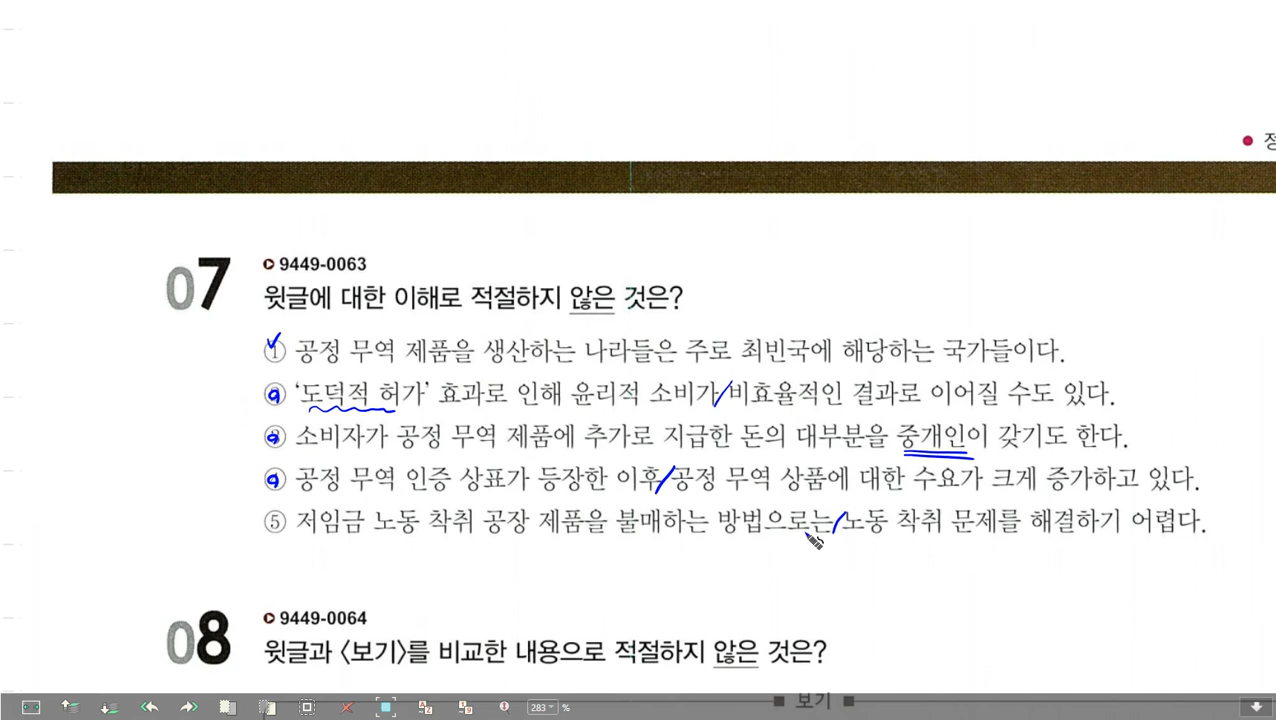 정
07
9449-0063
윗글에 대한 이해로 적절하지 않은 것은?
① 공정 무역 제품을 생산하는 나라들은 주로 최빈국에 해당하는 국가들이다.
② '도덕적 허가' 효과로 인해 윤리적 소비가 비효율적인 결과로 이어질 수도 있다.
③ 소비자가 공정 무역 제품에 추가로 지급한 돈의 대부분을 중개인이 갖기도 한다.
④ 공정 무역 인증 상표가 등장한 이후 공정 무역 상품에 대한 수요가 크게 증가하고 있다.
⑤ 저임금 노동 착취 공장 제품을 불매하는 방법으로는 노동 착취 문제를 해결하기 어렵다.
08
9449-0064
윗글과 〈보기〉를 비교한 내용으로 적절하지 않은 것은?
보기
283 %